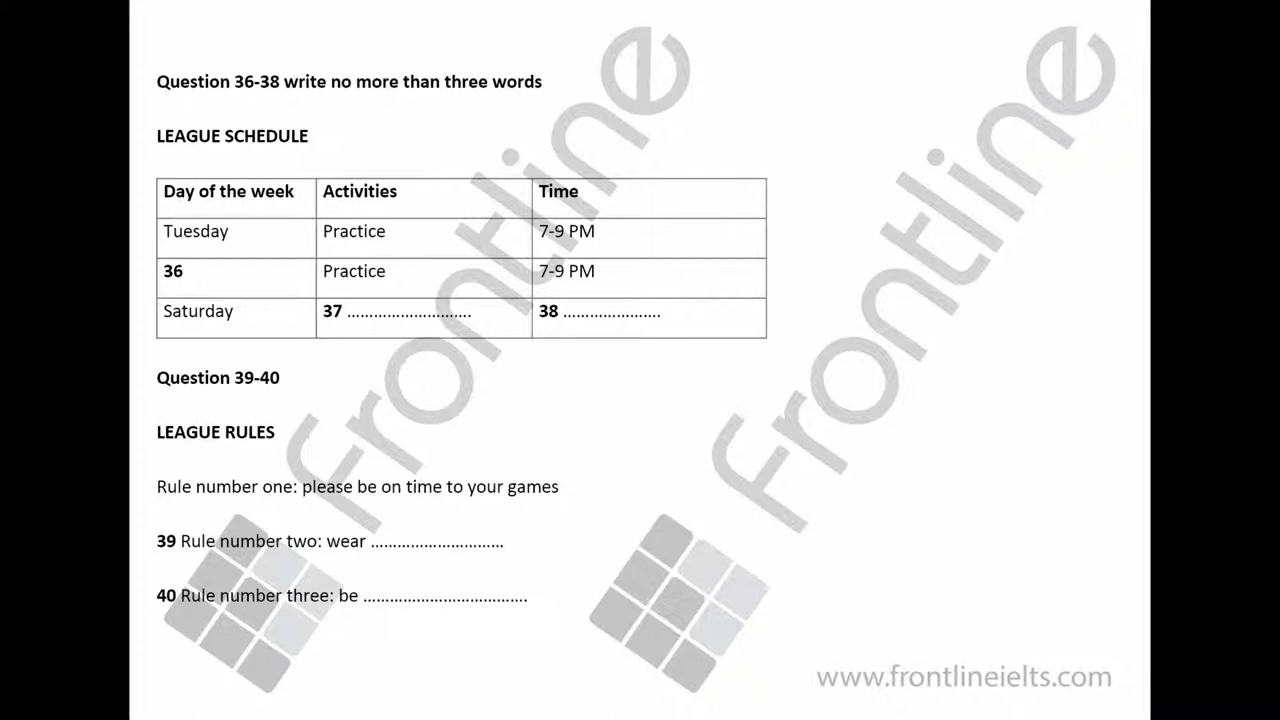 Question 36-38 write no more than three words
LEAGUE SCHEDULE
Day of the week Activities Time
Tuesday Practice 7-9 PM
36 Practice 7-9 PM
Saturday 37 ............................ 38 ......................
Question 39-40
LEAGUE RULES
Rule number one: please be on time to your games
39 Rule number two: wear ..............................
40 Rule number three: be .....................................
frontline
frontline
www.frontlineielts.com